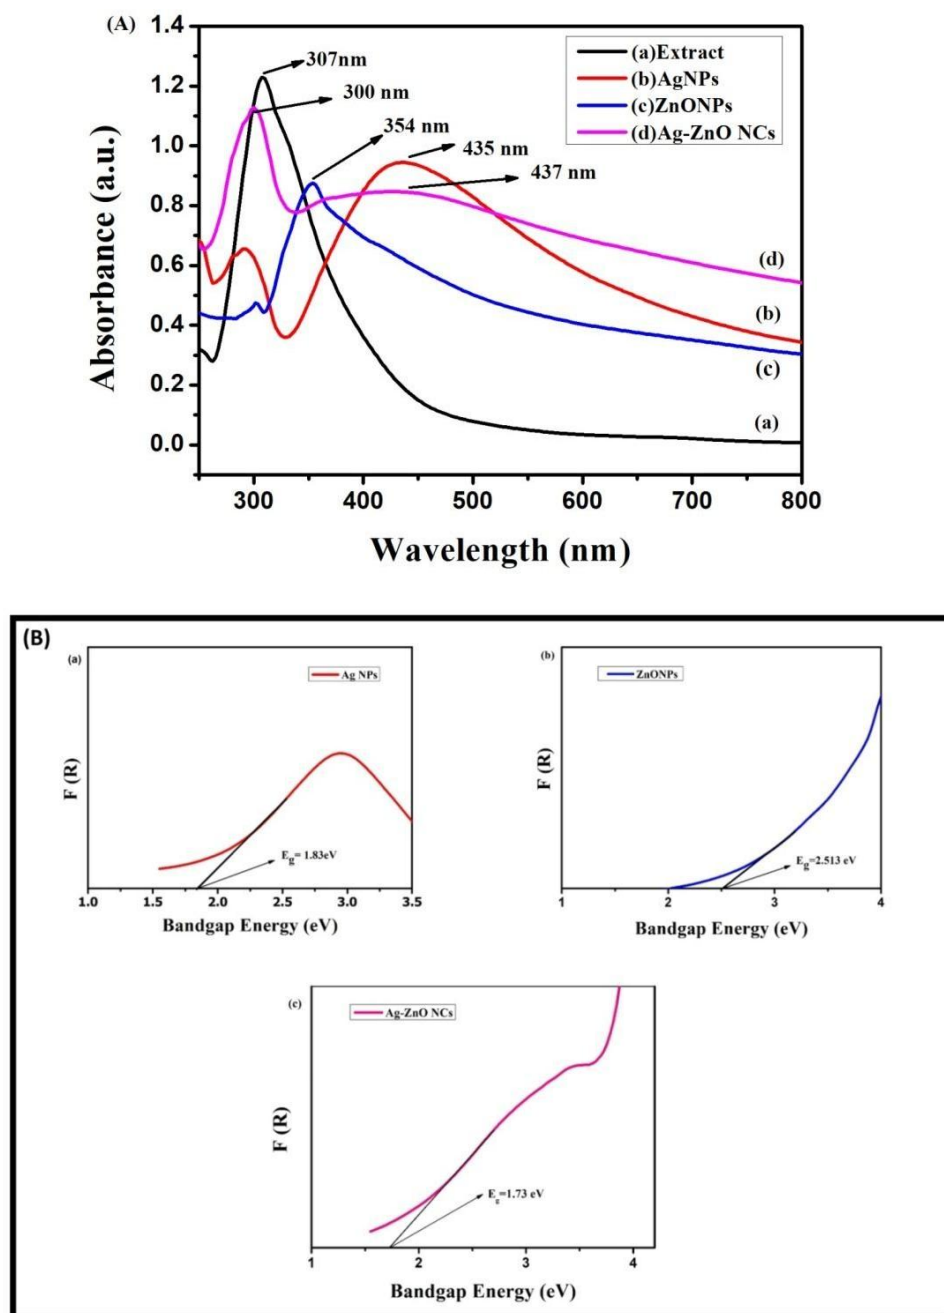 (A)
1.4
1.2
1.0
0.8
0.6
0.4
0.2
0.0
Absorbance (a.u.)
307nm
300 nm
354 nm
435 nm
437 nm
(a)Extract
(b)AgNPs
(c)ZnONPs
(d)Ag-ZnO NCs
(d)
(b)
(c)
(a)
300 400 500 600 700 800
Wavelength (nm)
(B)
(a)
Ag NPs
F (R)
Eg= 1.83eV
1.0 1.5 2.0 2.5 3.0 3.5
Bandgap Energy (eV)
(b)
ZnONPs
F (R)
Eg=2.513 eV
1 2 3 4
Bandgap Energy (eV)
(c)
Ag-ZnO NCs
F (R)
Eg=1.73 eV
1 2 3 4
Bandgap Energy (eV)